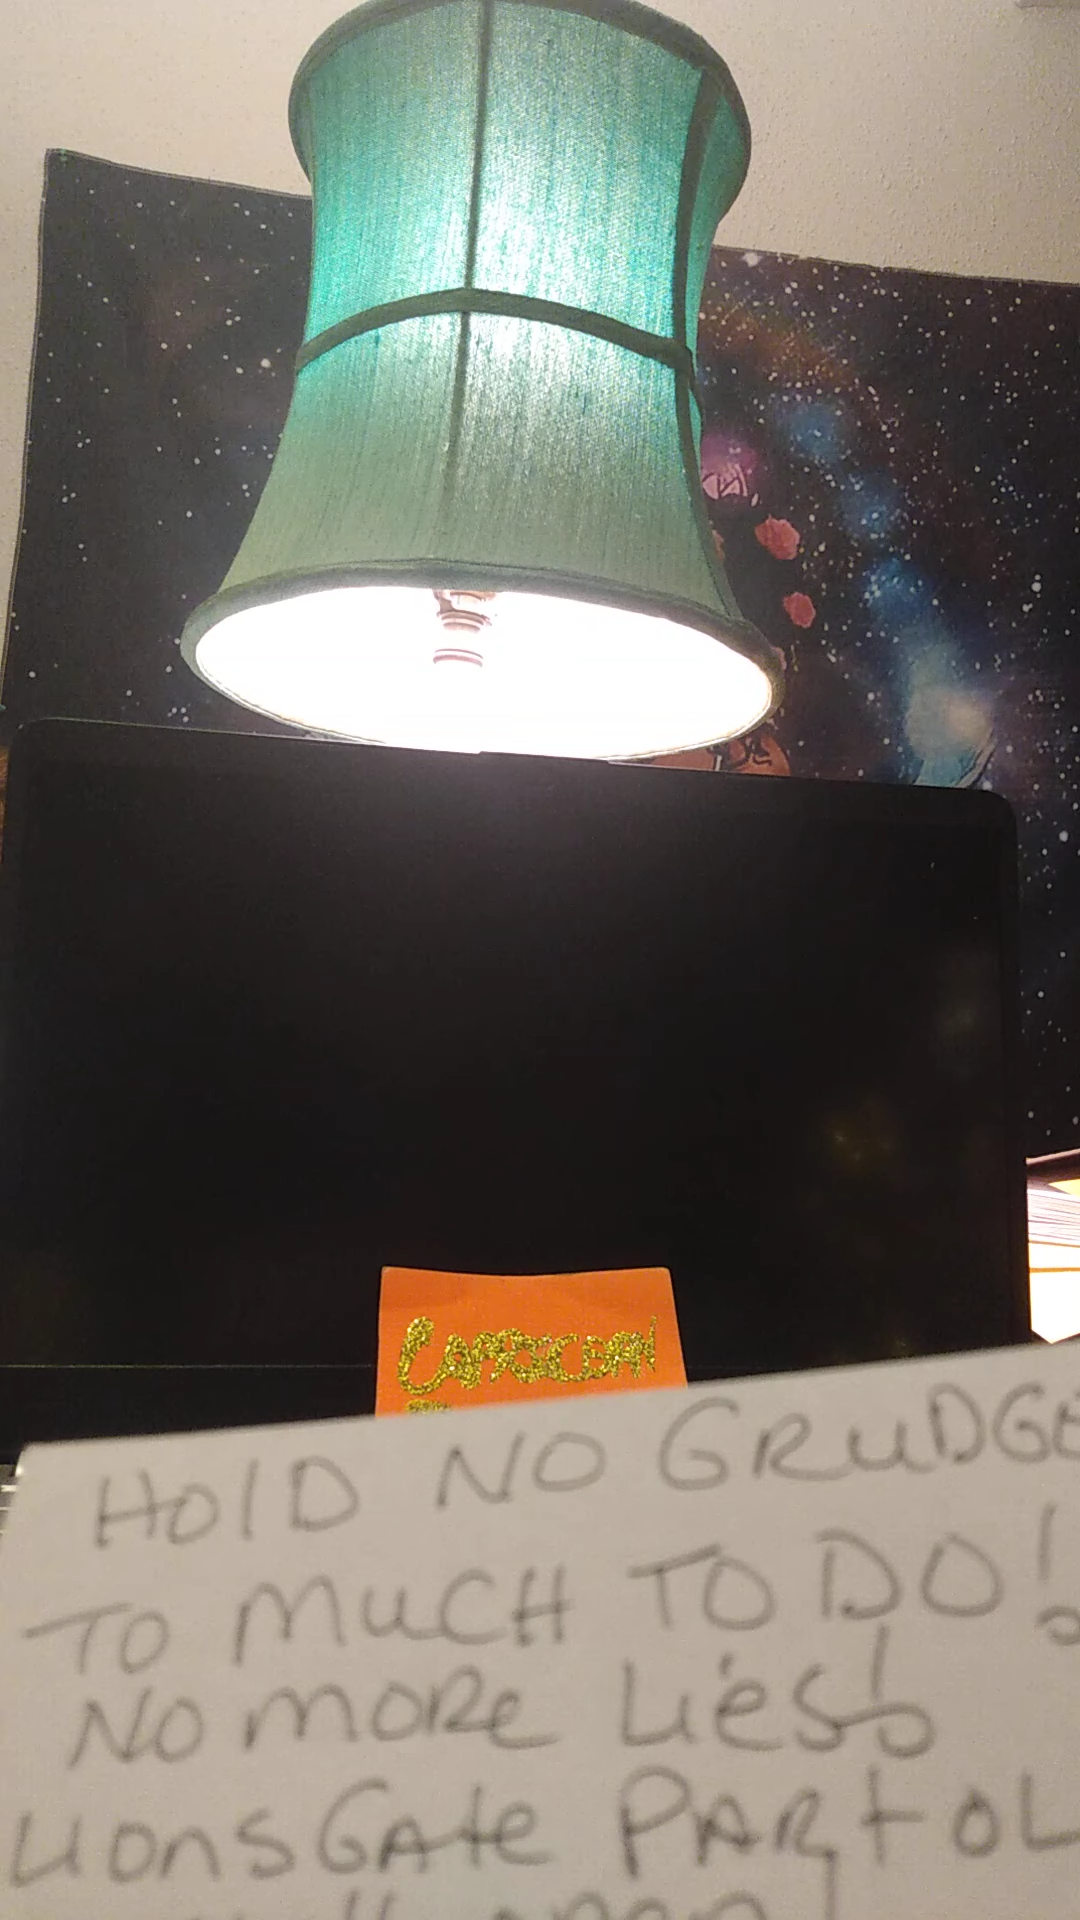 CAPRICORN
HOLD NO GRUDGE
TO MUCH TO DO!
NO MORE LIES!
LIONSGATE PARTOL